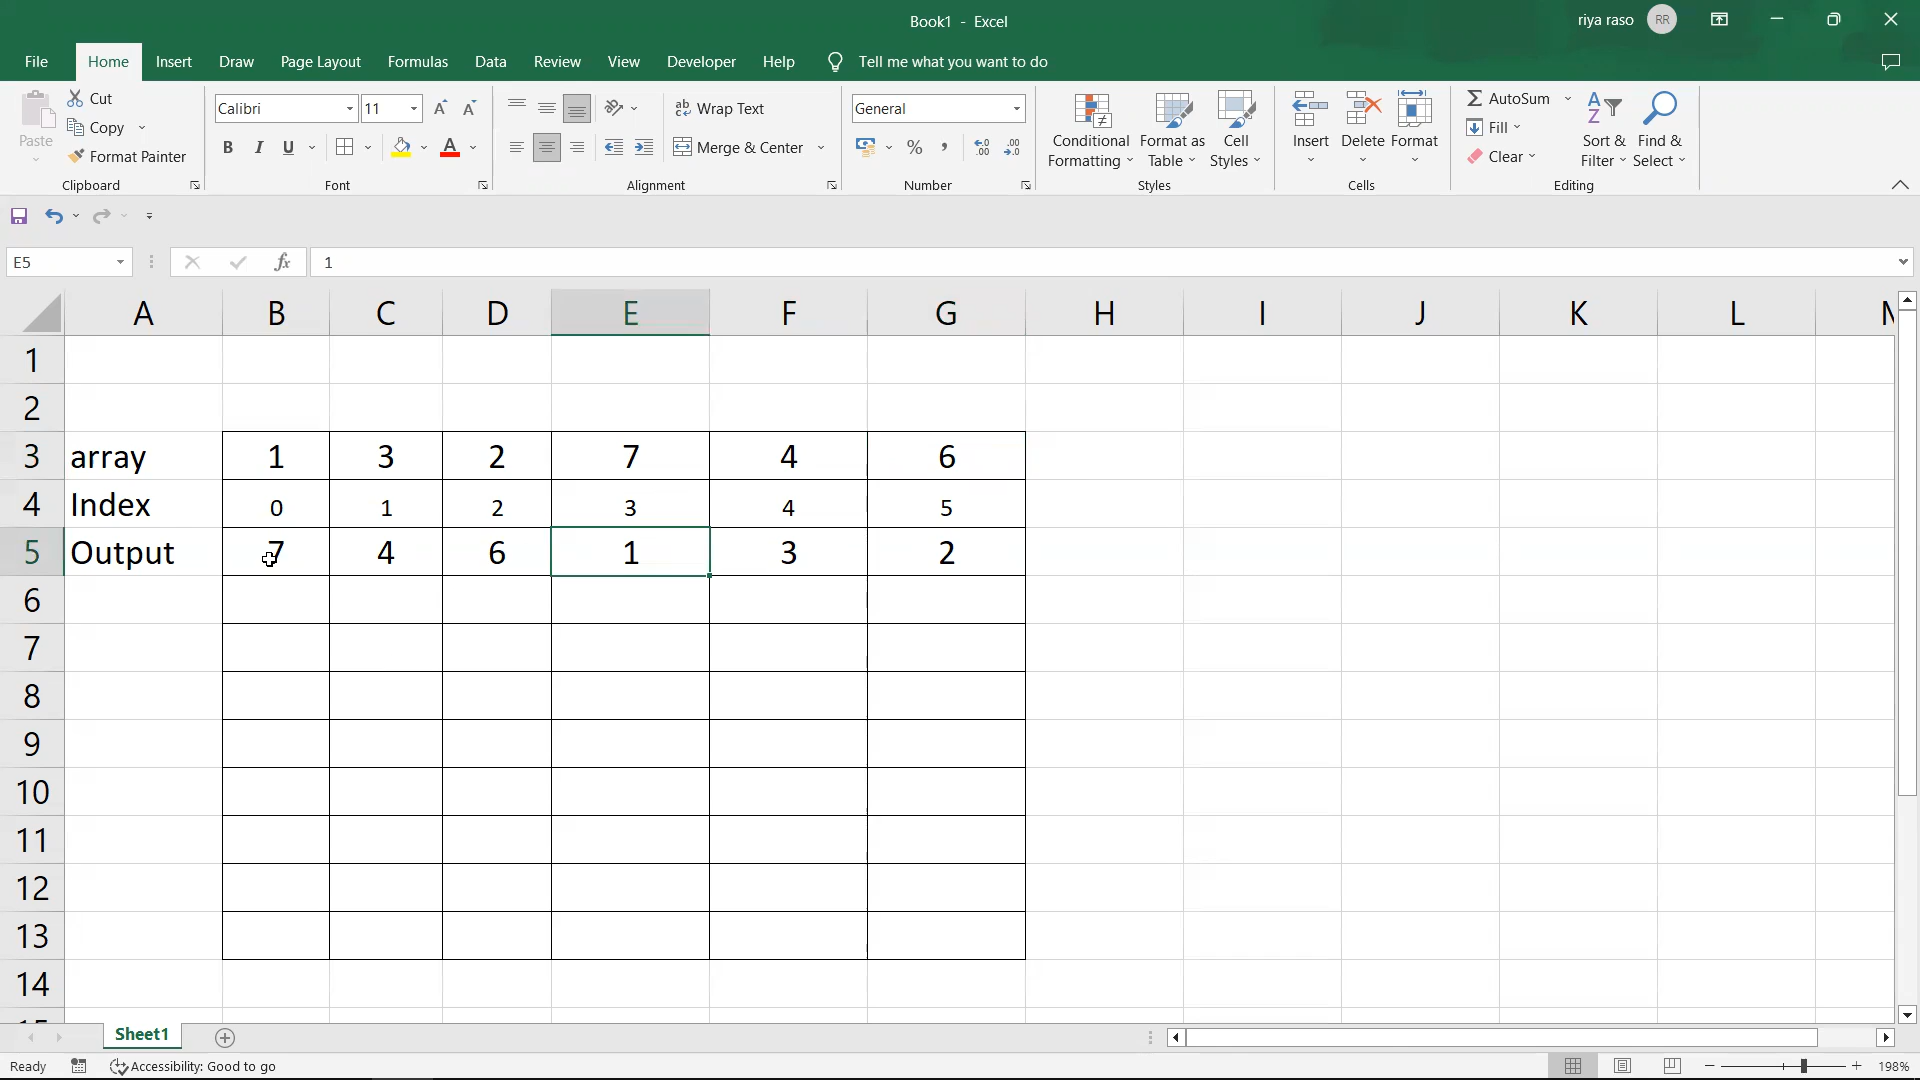 Book1 - Excel
riya raso
RR
File
Home
Insert
Draw
Page Layout
Formulas
Data
Review
View
Developer
Help
Tell me what you want to do
Paste
Cut
Copy
Format Painter
Clipboard
Calibri
11
B I U
Font
Wrap Text
Merge & Center
Alignment
General
%
Number
Conditional Formatting
Format as Table
Cell Styles
Styles
Insert
Delete
Format
Cells
AutoSum
Fill
Clear
Sort & Filter
Find & Select
Editing
E5
fx
1
A B C D E F G H I J K L
1
2
3 array 1 3 2 7 4 6
4 Index 0 1 2 3 4 5
5 Output 7 4 6 1 3 2
6
7
8
9
10
11
12
13
14
Sheet1
Ready
Accessibility: Good to go
198%